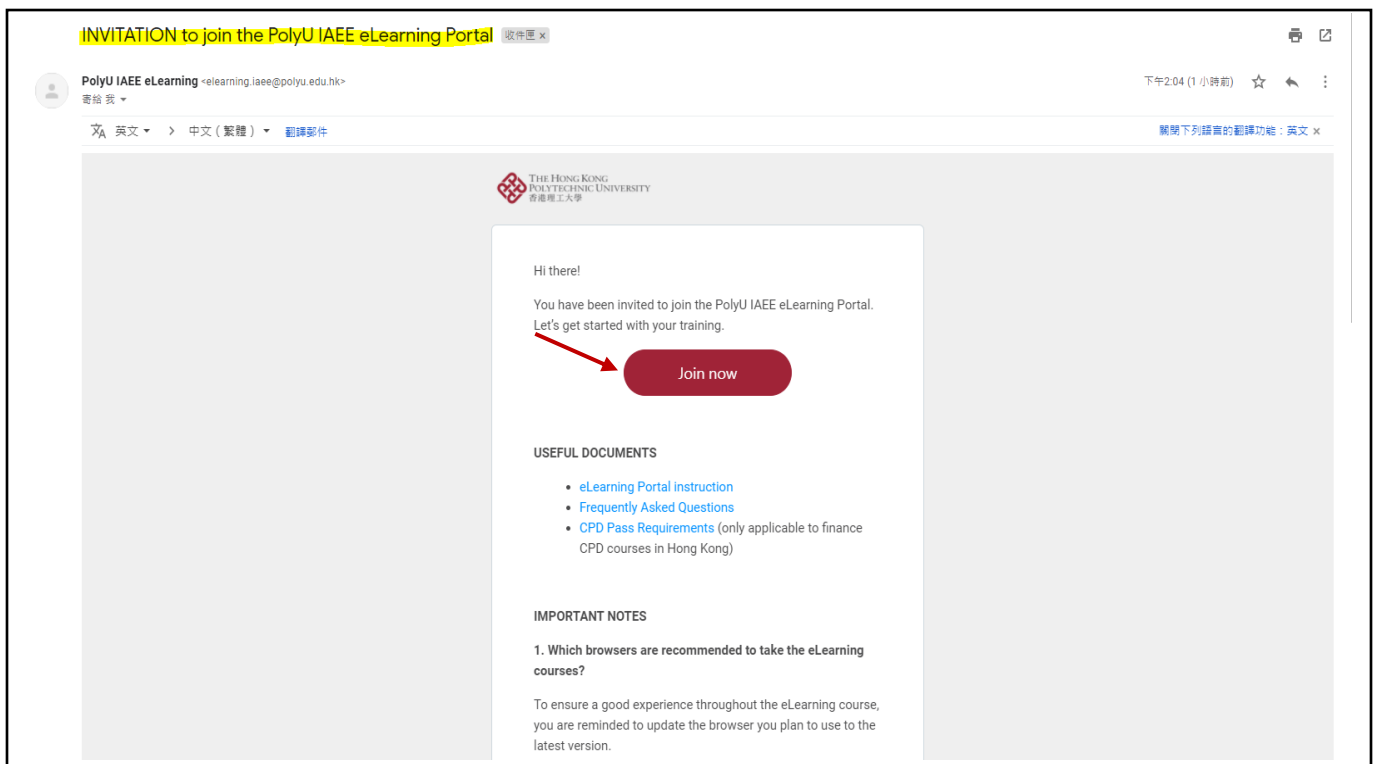 INVITATION to join the PolyU IAEE eLearning Portal 收件匣 x
PolyU IAEE eLearning <elearning.iaee@polyu.edu.hk> 下午2:04 (1 小時前)
寄給 我
英文 > 中文 (繁體) 翻譯郵件 關閉下列語言的翻譯功能：英文 x
THE HONG KONG
POLYTECHNIC UNIVERSITY
香港理工大學
Hi there!
You have been invited to join the PolyU IAEE eLearning Portal.
Let's get started with your training.
Join now
USEFUL DOCUMENTS
• eLearning Portal instruction
• Frequently Asked Questions
• CPD Pass Requirements (only applicable to finance
CPD courses in Hong Kong)
IMPORTANT NOTES
1. Which browsers are recommended to take the eLearning
courses?
To ensure a good experience throughout the eLearning course,
you are reminded to update the browser you plan to use to the
latest version.